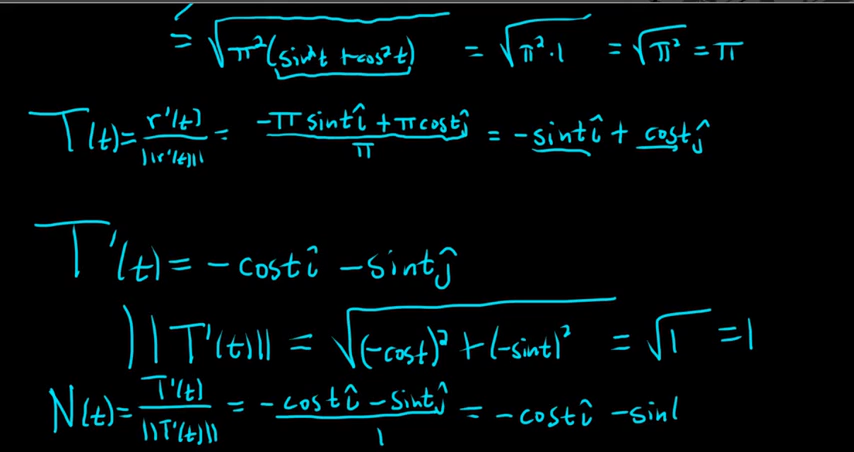 = √(π²(sin²t + cos²t)) = √(π²·1) = √(π²) = π
T(t) = r'(t)/||r'(t)|| = (-π sint î + π cost ĵ)/π = -sint î + cost ĵ
T'(t) = -cost î - sint ĵ
||T'(t)|| = √((-cost)² + (-sint)²) = √1 = 1
N(t) = T'(t)/||T'(t)|| = (-cost î - sint ĵ)/1 = -cost î - sin